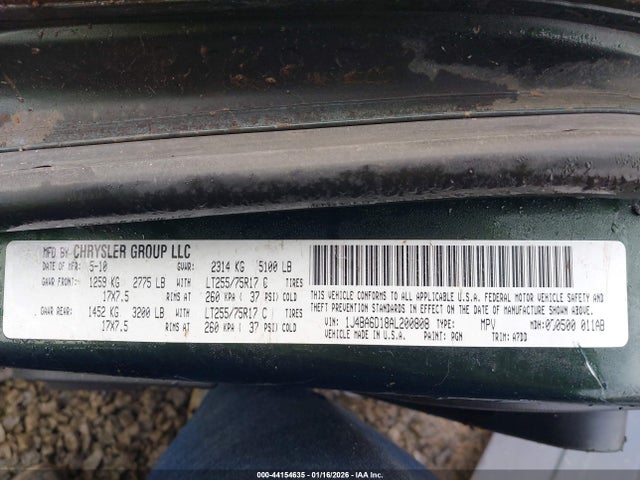 MFD BY CHRYSLER GROUP LLC
DATE OF MFR: 5-10 GVWR: 2314 KG 5100 LB
GAWR FRONT: 1259 KG 2775 LB WITH LT255/75R17 C TIRES
17X7.5 RIMS AT 260 KPA ( 37 PSI) COLD
GAWR REAR: 1452 KG 3200 LB WITH LT255/75R17 C TIRES
17X7.5 RIMS AT 260 KPA ( 37 PSI) COLD
THIS VEHICLE CONFORMS TO ALL APPLICABLE U.S.A. FEDERAL MOTOR VEHICLE SAFETY AND
THEFT PREVENTION STANDARDS IN EFFECT ON THE DATE OF MANUFACTURE SHOWN ABOVE.
VIN: 1J4BA6D18AL200808 TYPE: MPV MDH: 011AB
VEHICLE MADE IN U.S.A. PAINT: PGN TRIM: A7DD
000-44154635 - 01/16/2026 - IAA Inc.